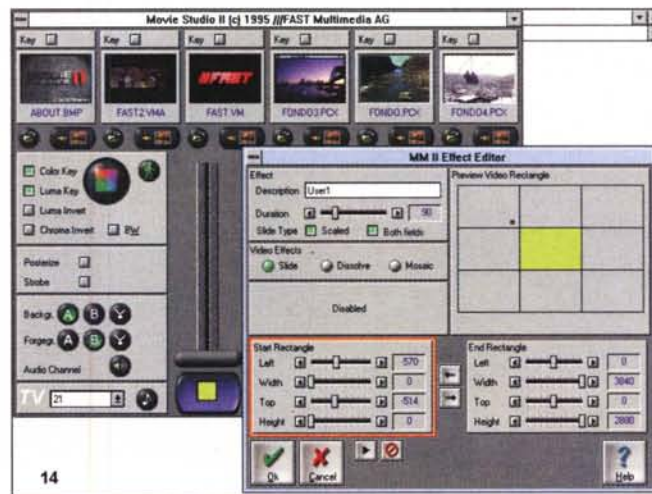 Movie Studio II (c) 1995 ///FAST Multimedia AG
Key Key Key Key Key Key
FAST
ABOUT.BMP FAST2.VMA FAST.VM FONDO3.PCX FONDO.PCX FONDO4.PCX
Color Key
Luma Key
Luma Invert
Chroma Invert BW
Posterize
Strobe
Backgr. A B Y
Foregr. A B Y
Audio Channel
TV 21
MM II Effect Editor
Effect
Description User1
Duration 90
Slide Type Scaled Both fields
Video Effects
Slide Dissolve Mosaic
Disabled
Preview Video Rectangle
Start Rectangle
Left -570
Width 0
Top -514
Height 0
End Rectangle
Left 0
Width 3840
Top 0
Height 2880
Ok Cancel Help
14